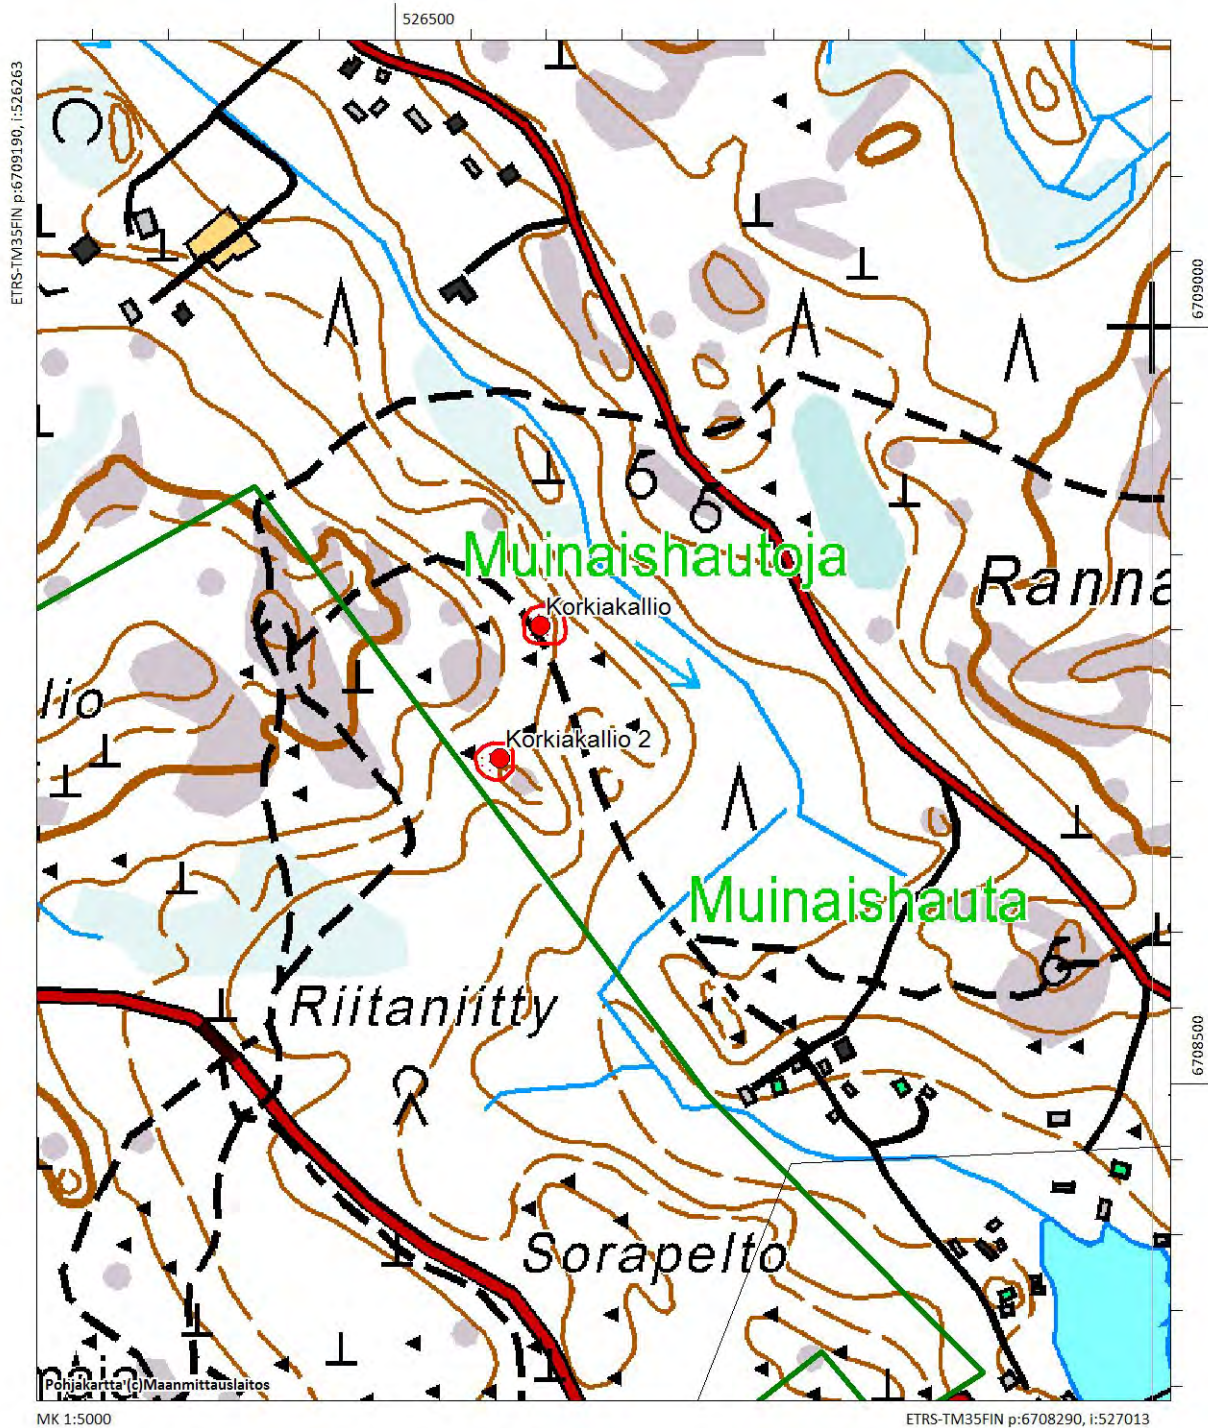 526500
ETRS-TM35FIN p:6709190, i:526263
6709000
Muinaishautoja
Ranna
Korkiakallio
lio
Korkiakallio 2
Muinaishauta
Riitaniitty
6708500
Sorapelto
maja
Pohjakartta (c)Maanmittauslaitos
MK 1:5000
ETRS-TM35FIN p:6708290, i:527013